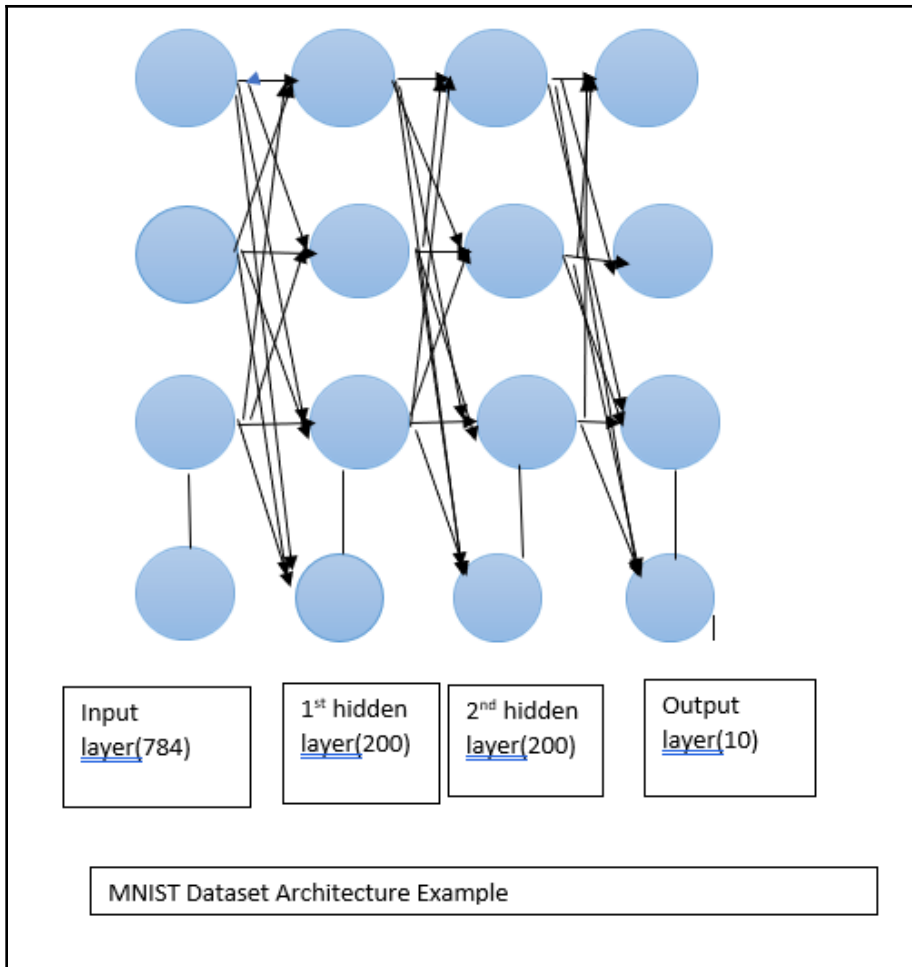 Input
layer(784)
1st hidden
layer(200)
2nd hidden
layer(200)
Output
layer(10)
MNIST Dataset Architecture Example